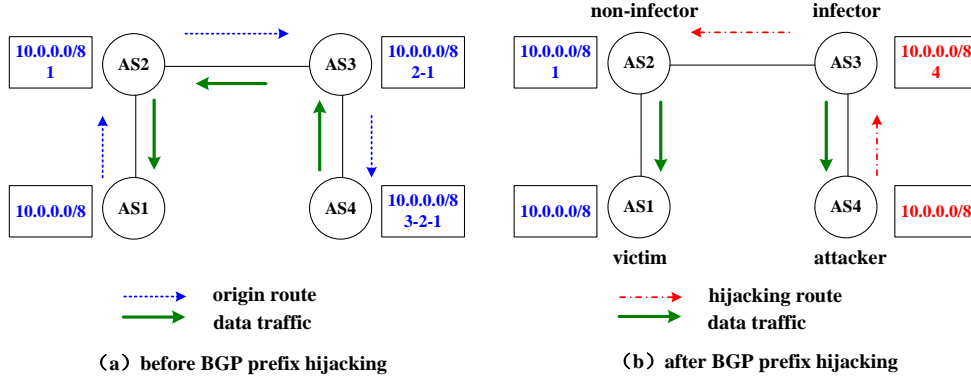 non-infector
infector
10.0.0.0/8
1
AS2
AS3
10.0.0.0/8
2-1
10.0.0.0/8
1
AS2
AS3
10.0.0.0/8
4
10.0.0.0/8
AS1
AS4
10.0.0.0/8
3-2-1
10.0.0.0/8
AS1
AS4
10.0.0.0/8
victim
attacker
origin route
data traffic
hijacking route
data traffic
（a）before BGP prefix hijacking
（b）after BGP prefix hijacking